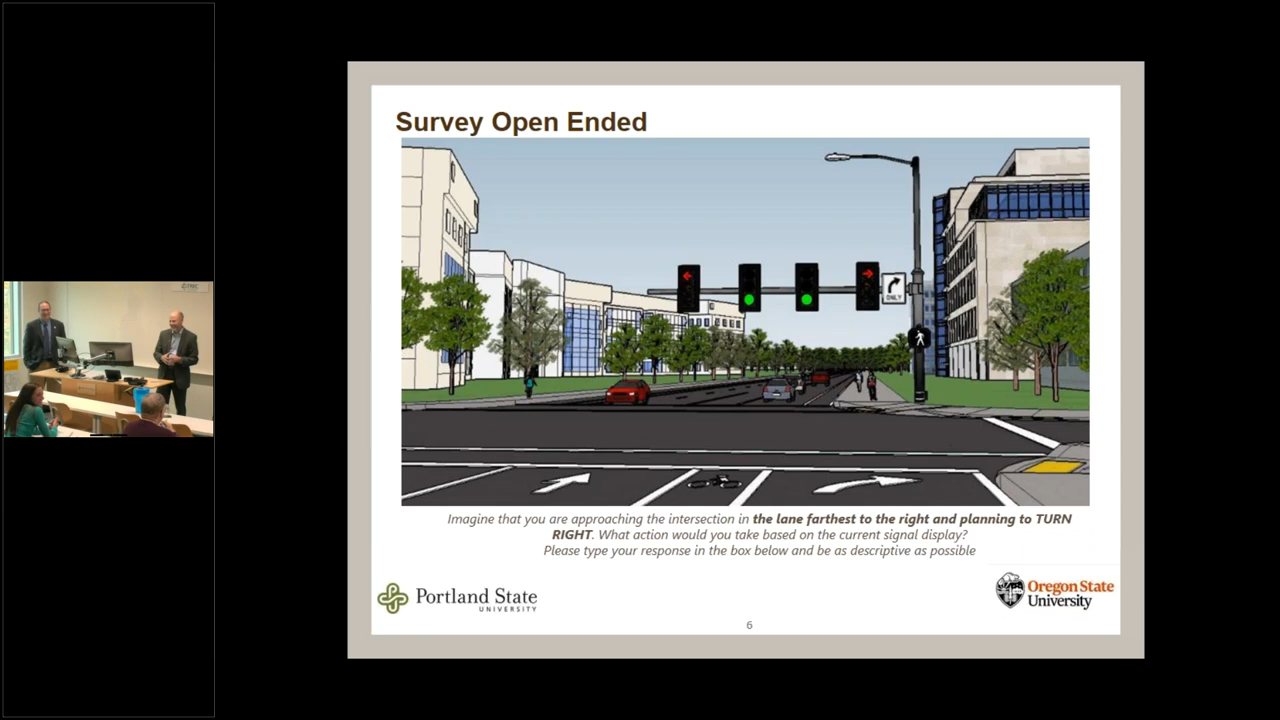 Survey Open Ended
ONLY
Imagine that you are approaching the intersection in the lane farthest to the right and planning to TURN
RIGHT. What action would you take based on the current signal display?
Please type your response in the box below and be as descriptive as possible
Portland State
UNIVERSITY
Oregon State
University
6